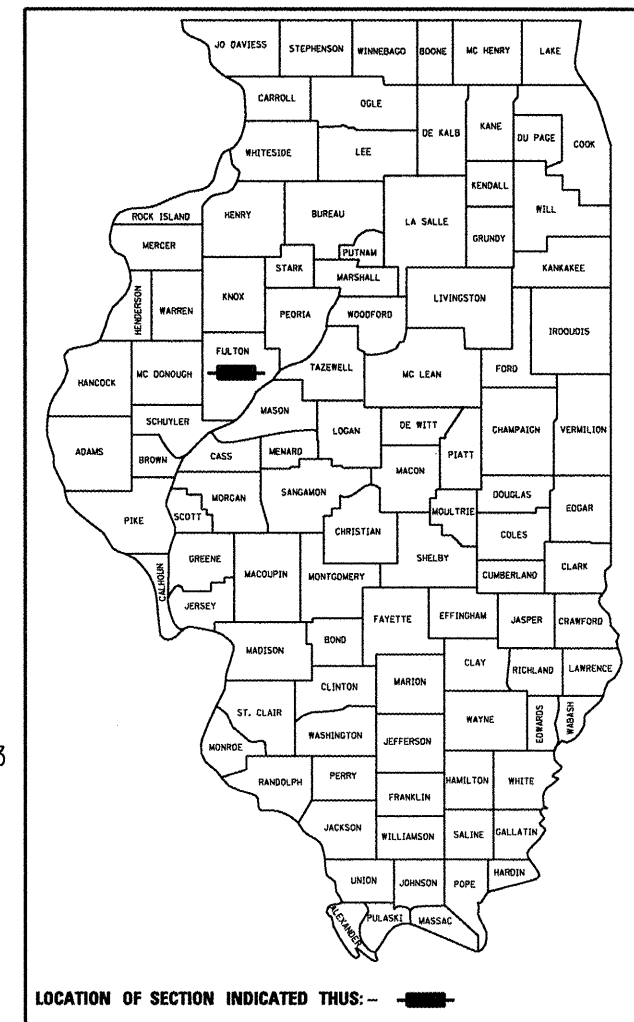 JO DAVIESS STEPHENSON WINNEBAGO BOONE MC HENRY LAKE
CARROLL OGLE DE KALB KANE DU PAGE COOK
WHITESIDE LEE
KENDALL WILL
ROCK ISLAND HENRY BUREAU LA SALLE GRUNDY
MERCER PUTNAM
STARK MARSHALL KANKAKEE
HENDERSON WARREN KNOX PEORIA WOODFORD LIVINGSTON IROQUOIS
FULTON TAZEWELL MC LEAN FORD
HANCOCK MC DONOUGH
MASON
SCHUYLER LOGAN DE WITT CHAMPAIGN VERMILION
ADAMS BROWN CASS MENARD MACON PIATT
MORGAN SANGAMON DOUGLAS
PIKE SCOTT MOULTRIE EDGAR
CHRISTIAN COLES
GREENE MACOUPIN MONTGOMERY SHELBY CLARK
CALHOUN CUMBERLAND
JERSEY FAYETTE EFFINGHAM JASPER CRAWFORD
MADISON BOND
CLAY RICHLAND LAWRENCE
CLINTON MARION
ST. CLAIR WAYNE EDWARDS WABASH
MONROE WASHINGTON JEFFERSON
3
RANDOLPH PERRY HAMILTON WHITE
FRANKLIN
JACKSON WILLIAMSON SALINE GALLATIN
UNION JOHNSON POPE HARDIN
ALEXANDER PULASKI MASSAC
LOCATION OF SECTION INDICATED THUS: -